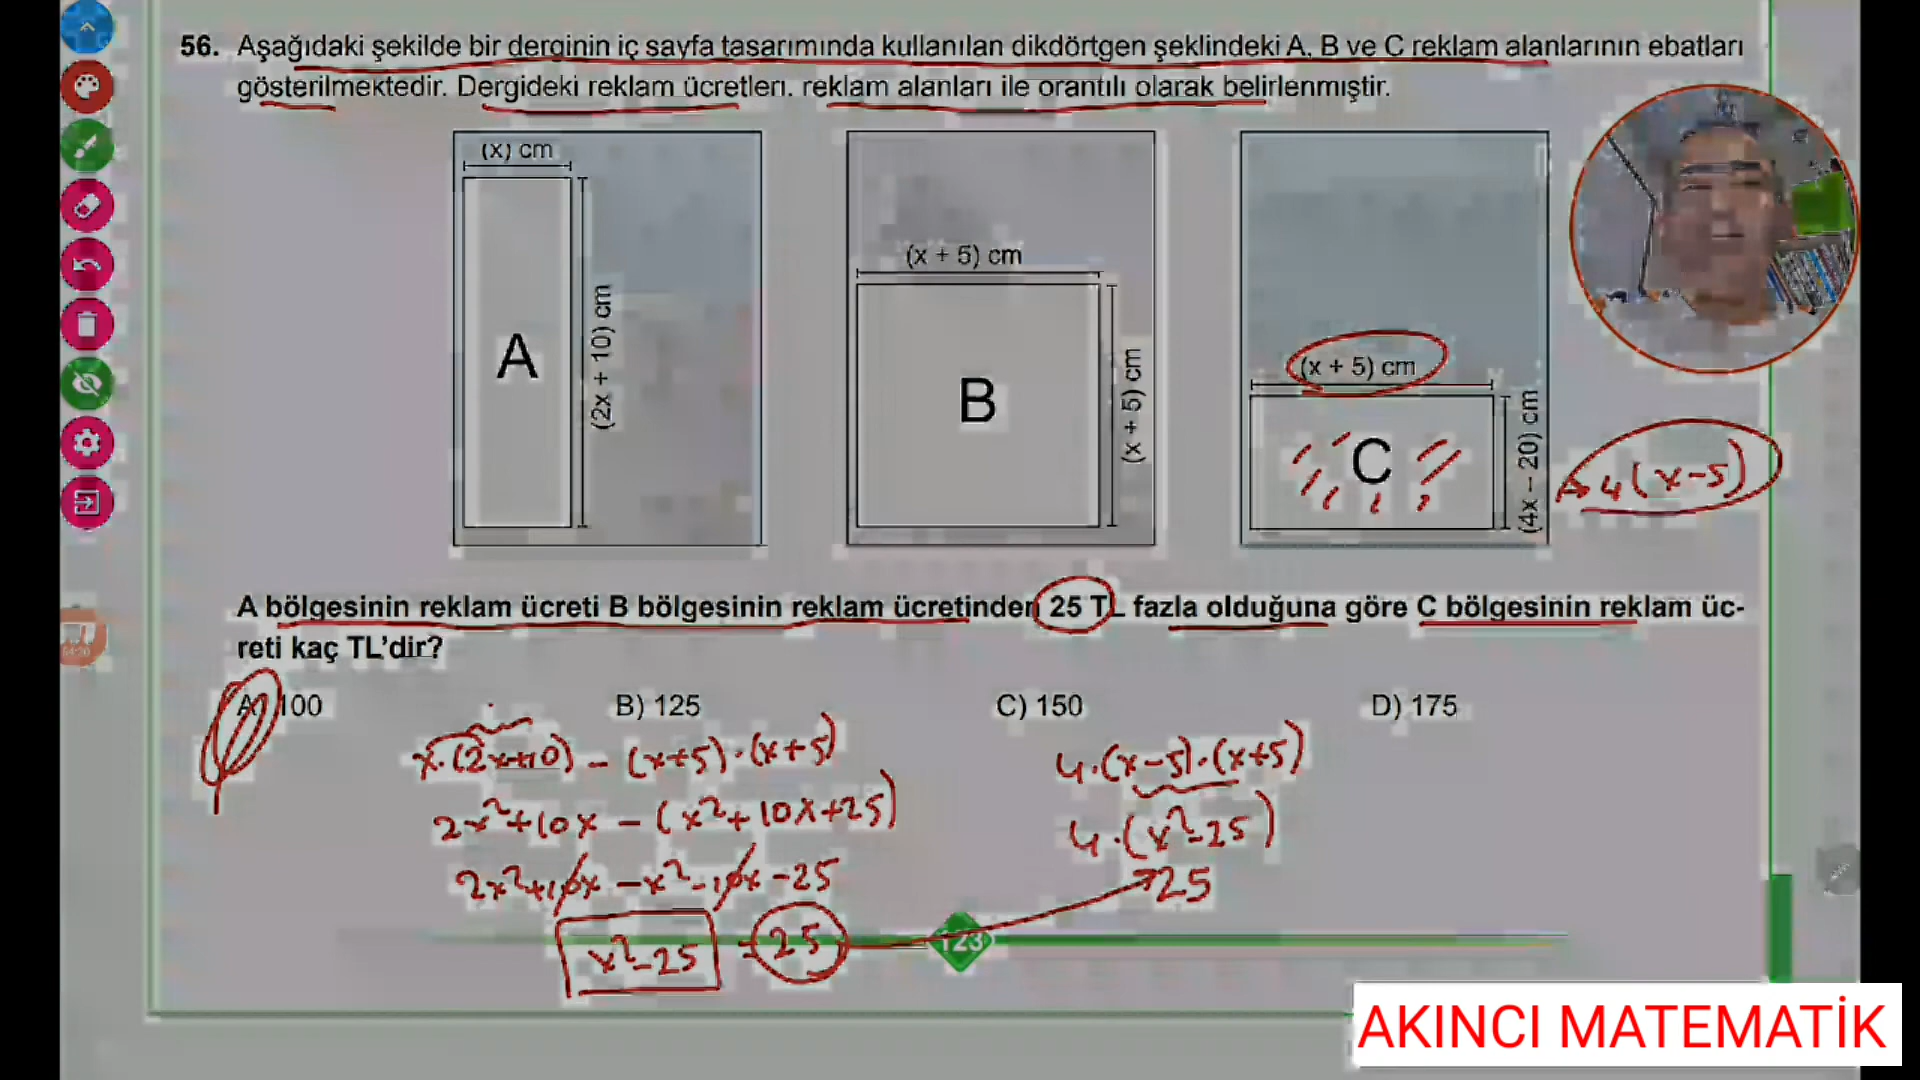 56. Aşağıdaki şekilde bir derginin iç sayfa tasarımında kullanılan dikdörtgen şeklindeki A, B ve C reklam alanlarının ebatları
gösterilmektedir. Dergideki reklam ücretleri, reklam alanları ile orantılı olarak belirlenmiştir.
(x) cm
A
(2x + 10) cm
(x + 5) cm
B
(x + 5) cm
(x + 5) cm
C
(4x – 20) cm
4(x-5)
A bölgesinin reklam ücreti B bölgesinin reklam ücretinden 25 TL fazla olduğuna göre C bölgesinin reklam üc-
reti kaç TL'dir?
A) 100 B) 125 C) 150 D) 175
x.(2x+10) - (x+5).(x+5)
2x²+10x - (x²+10x+25)
2x²+10x - x² - 10x - 25
x²-25 = 25
4.(x-5).(x+5)
4.(x²-25)
25
123
AKINCI MATEMATİK